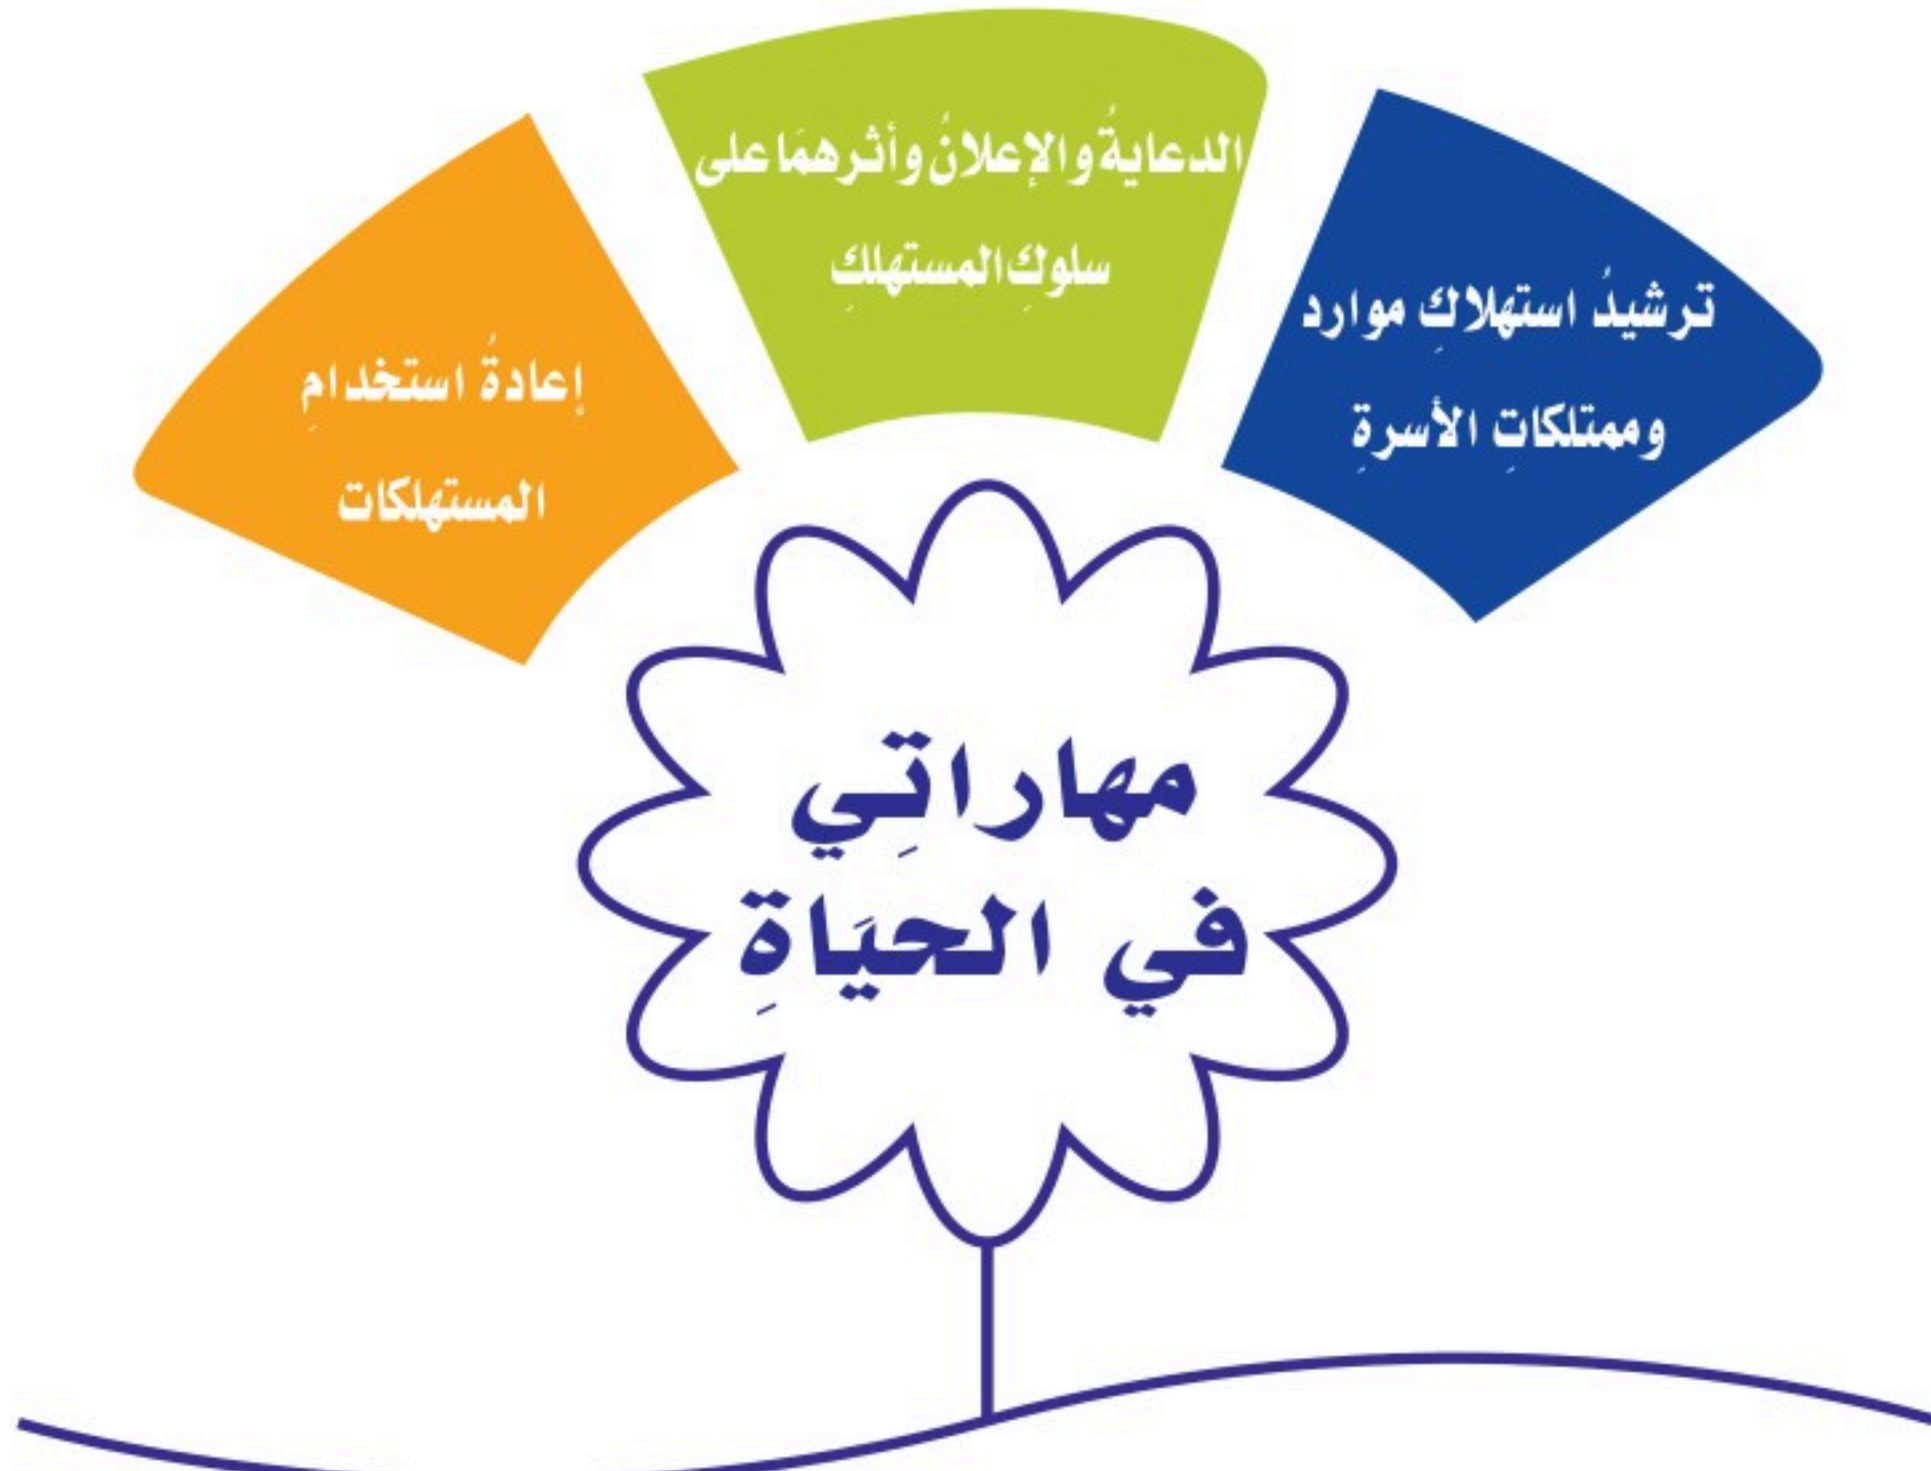 ترشيدُ استهلاكِ موارد
وممتلكاتِ الأسرةِ
الدعايةُ والإعلانُ وأثرهمَا على
سلوكِ المستهلكِ
إعادةُ استخدامِ
المستهلكات
مهاراتِي
في الحيَاةِ